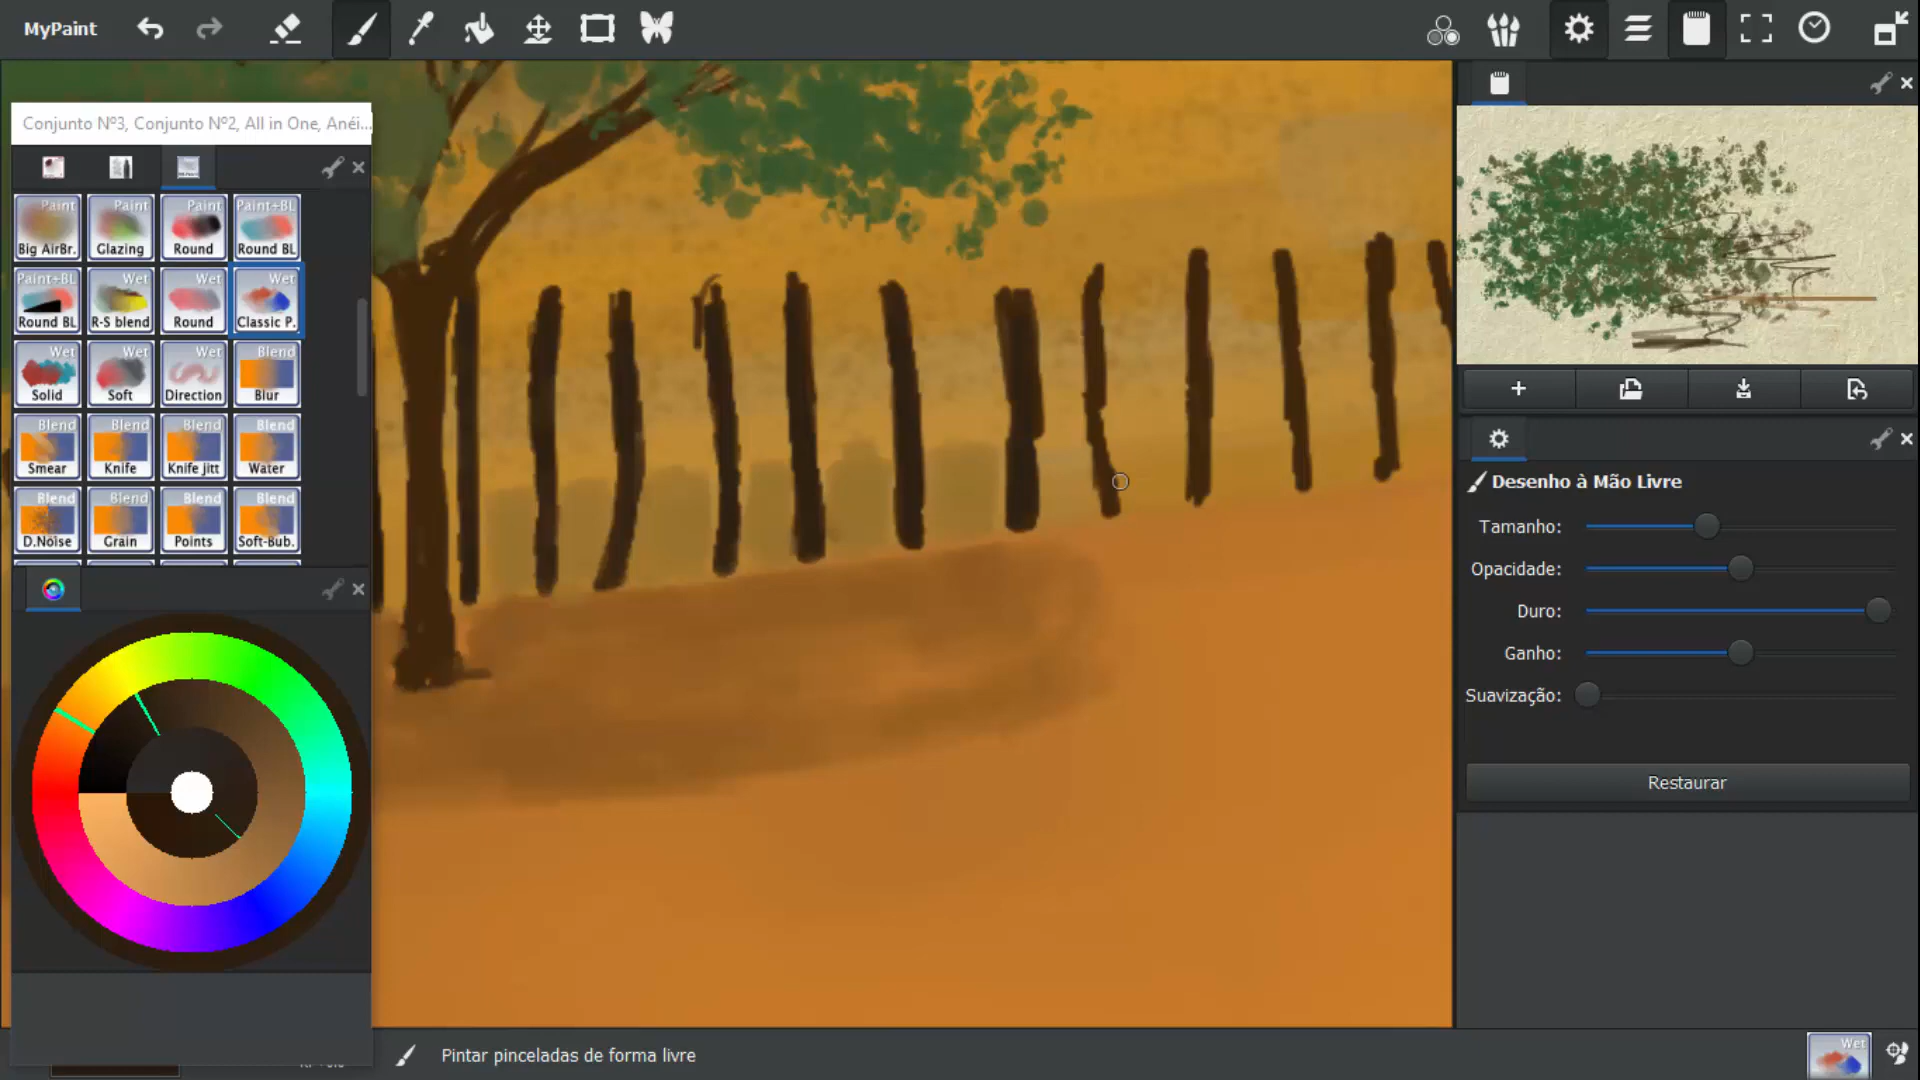 MyPaint
Conjunto Nº3, Conjunto Nº2, All in One, Anéi...
Paint Big AirBr.
Paint Glazing
Paint Round
Paint+BL Round BL
Paint+BL Round BL
Wet R-S blend
Wet Round
Wet Classic P.
Wet Solid
Wet Soft
Wet Direction
Blend Blur
Blend Smear
Blend Knife
Blend Knife Jitt
Blend Water
Blend D.Noise
Blend Grain
Blend Points
Blend Soft-Bub.
Desenho à Mão Livre
Tamanho:
Opacidade:
Duro:
Ganho:
Suavização:
Restaurar
Pintar pinceladas de forma livre
Wet